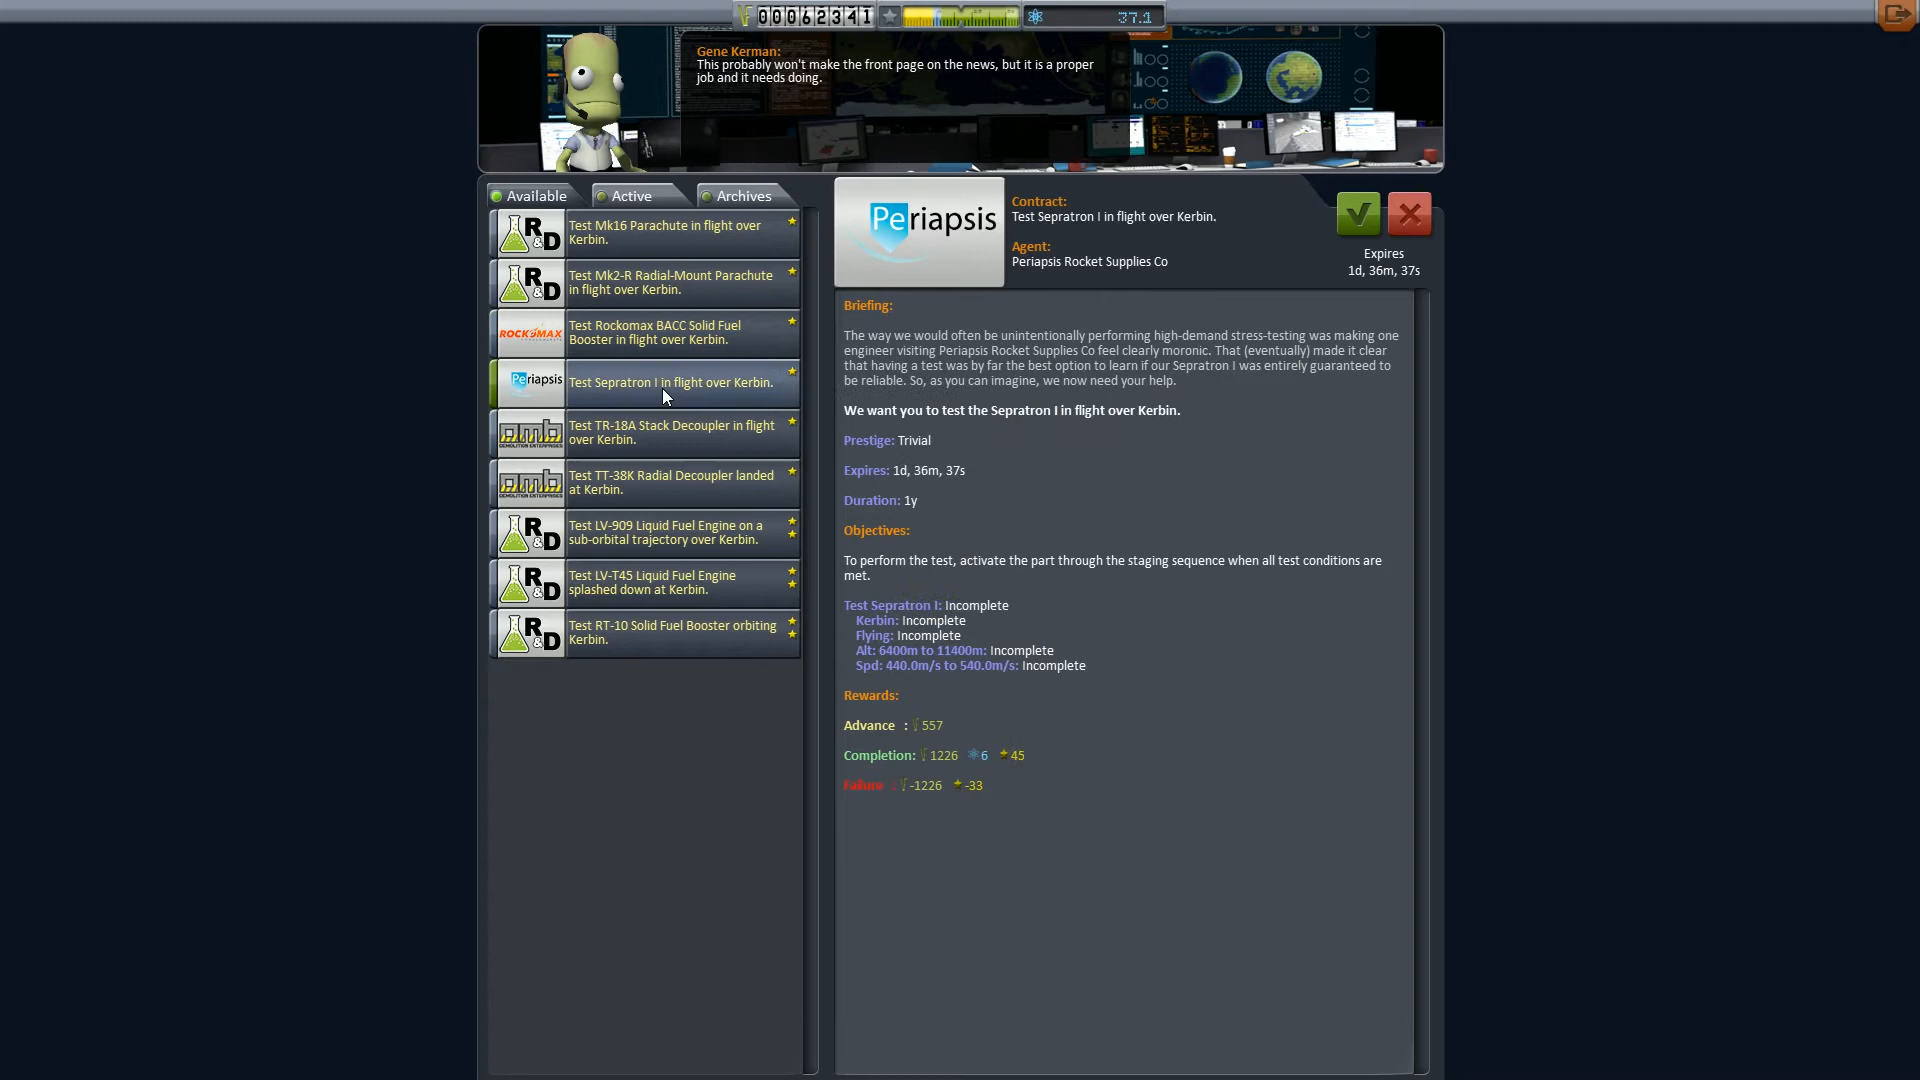 00062341
37.1
Gene Kerman:
This probably won't make the front page on the news, but it is a proper
job and it needs doing.
Available
Active
Archives
R&D
Test Mk16 Parachute in flight over
Kerbin.
R&D
Test Mk2-R Radial-Mount Parachute
in flight over Kerbin.
ROCKOMAX
Test Rockomax BACC Solid Fuel
Booster in flight over Kerbin.
Periapsis
Test Sepratron I in flight over Kerbin.
Test TR-18A Stack Decoupler in flight
over Kerbin.
Test TT-38K Radial Decoupler landed
at Kerbin.
R&D
Test LV-909 Liquid Fuel Engine on a
sub-orbital trajectory over Kerbin.
R&D
Test LV-T45 Liquid Fuel Engine
splashed down at Kerbin.
R&D
Test RT-10 Solid Fuel Booster orbiting
Kerbin.
Periapsis
Contract:
Test Sepratron I in flight over Kerbin.
Agent:
Periapsis Rocket Supplies Co
Expires
1d, 36m, 37s
Briefing:
The way we would often be unintentionally performing high-demand stress-testing was making one
engineer visiting Periapsis Rocket Supplies Co feel clearly moronic. That (eventually) made it clear
that having a test was by far the best option to learn if our Sepratron I was entirely guaranteed to
be reliable. So, as you can imagine, we now need your help.
We want you to test the Sepratron I in flight over Kerbin.
Prestige: Trivial
Expires: 1d, 36m, 37s
Duration: 1y
Objectives:
To perform the test, activate the part through the staging sequence when all test conditions are
met.
Test Sepratron I: Incomplete
Kerbin: Incomplete
Flying: Incomplete
Alt: 6400m to 11400m: Incomplete
Spd: 440.0m/s to 540.0m/s: Incomplete
Rewards:
Advance : 557
Completion: 1226 6 45
Failure : -1226 -33